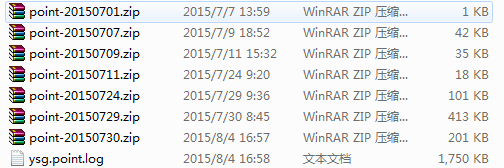 point-20150701.zip 2015/7/7 13:59 WinRAR ZIP 压缩... 1 KB
point-20150707.zip 2015/7/9 18:52 WinRAR ZIP 压缩... 42 KB
point-20150709.zip 2015/7/11 15:32 WinRAR ZIP 压缩... 35 KB
point-20150711.zip 2015/7/24 9:20 WinRAR ZIP 压缩... 18 KB
point-20150724.zip 2015/7/29 9:36 WinRAR ZIP 压缩... 101 KB
point-20150729.zip 2015/7/30 8:45 WinRAR ZIP 压缩... 413 KB
point-20150730.zip 2015/8/4 16:57 WinRAR ZIP 压缩... 201 KB
ysg.point.log 2015/8/4 16:58 文本文档 1,750 KB